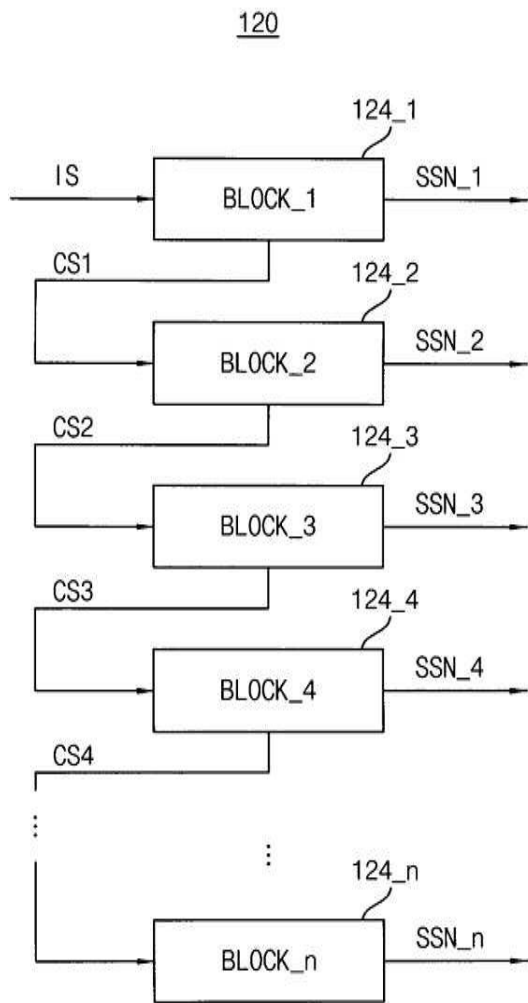 120
124_1
IS
BLOCK_1
SSN_1
CS1
124_2
BLOCK_2
SSN_2
CS2
124_3
BLOCK_3
SSN_3
CS3
124_4
BLOCK_4
SSN_4
CS4
124_n
BLOCK_n
SSN_n